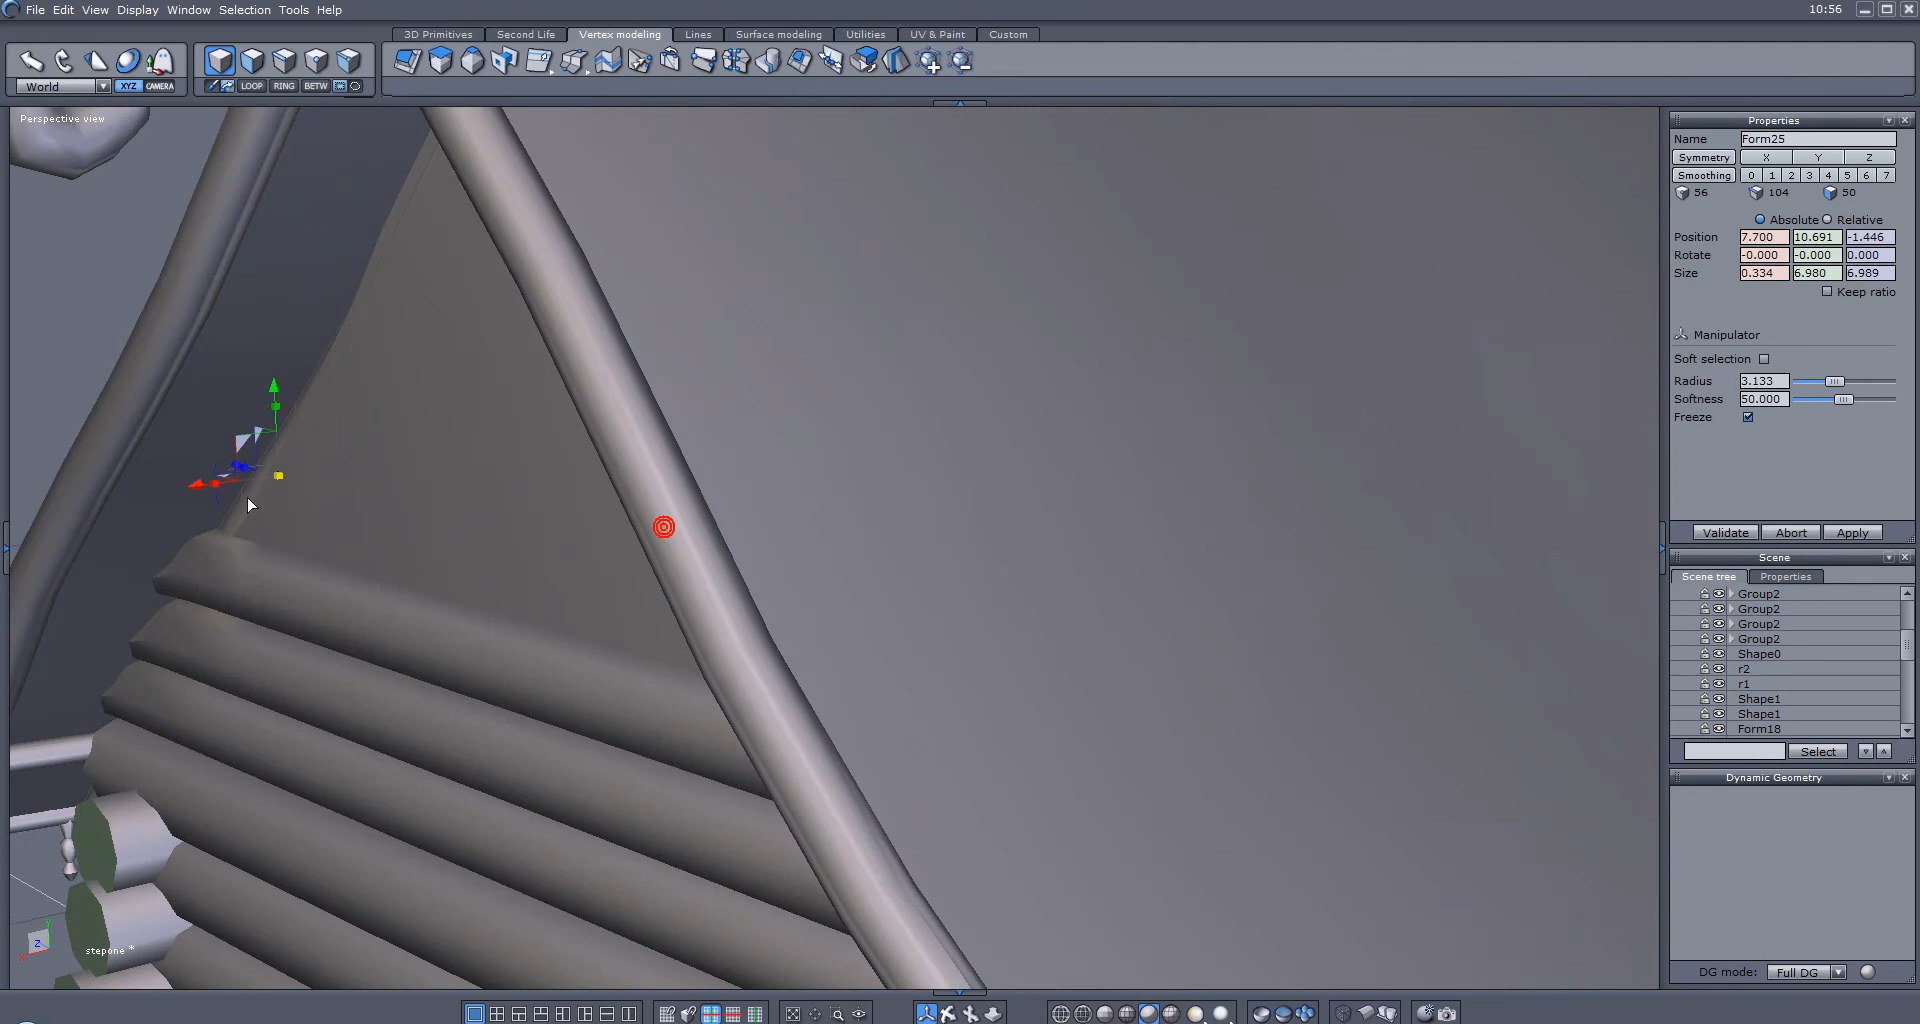 File Edit View Display Window Selection Tools Help 10:56
3D Primitives Second Life Vertex modeling Lines Surface modeling Utilities UV & Paint Custom
World XYZ CAMERA LOOP RING BETW
Perspective view
Properties
Name Form25
Symmetry X Y Z
Smoothing 0 1 2 3 4 5 6 7
56 104 50
Absolute Relative
Position 7.700 10.691 -1.446
Rotate -0.000 -0.000 0.000
Size 0.334 6.980 6.989
Keep ratio
Manipulator
Soft selection
Radius 3.133
Softness 50.000
Freeze
Validate Abort Apply
Scene
Scene tree Properties
Group2
Group2
Group2
Group2
Shape0
r2
r1
Shape1
Shape1
Form18
Select
Dynamic Geometry
Y
Z
X
stepone *
DG mode: Full DG